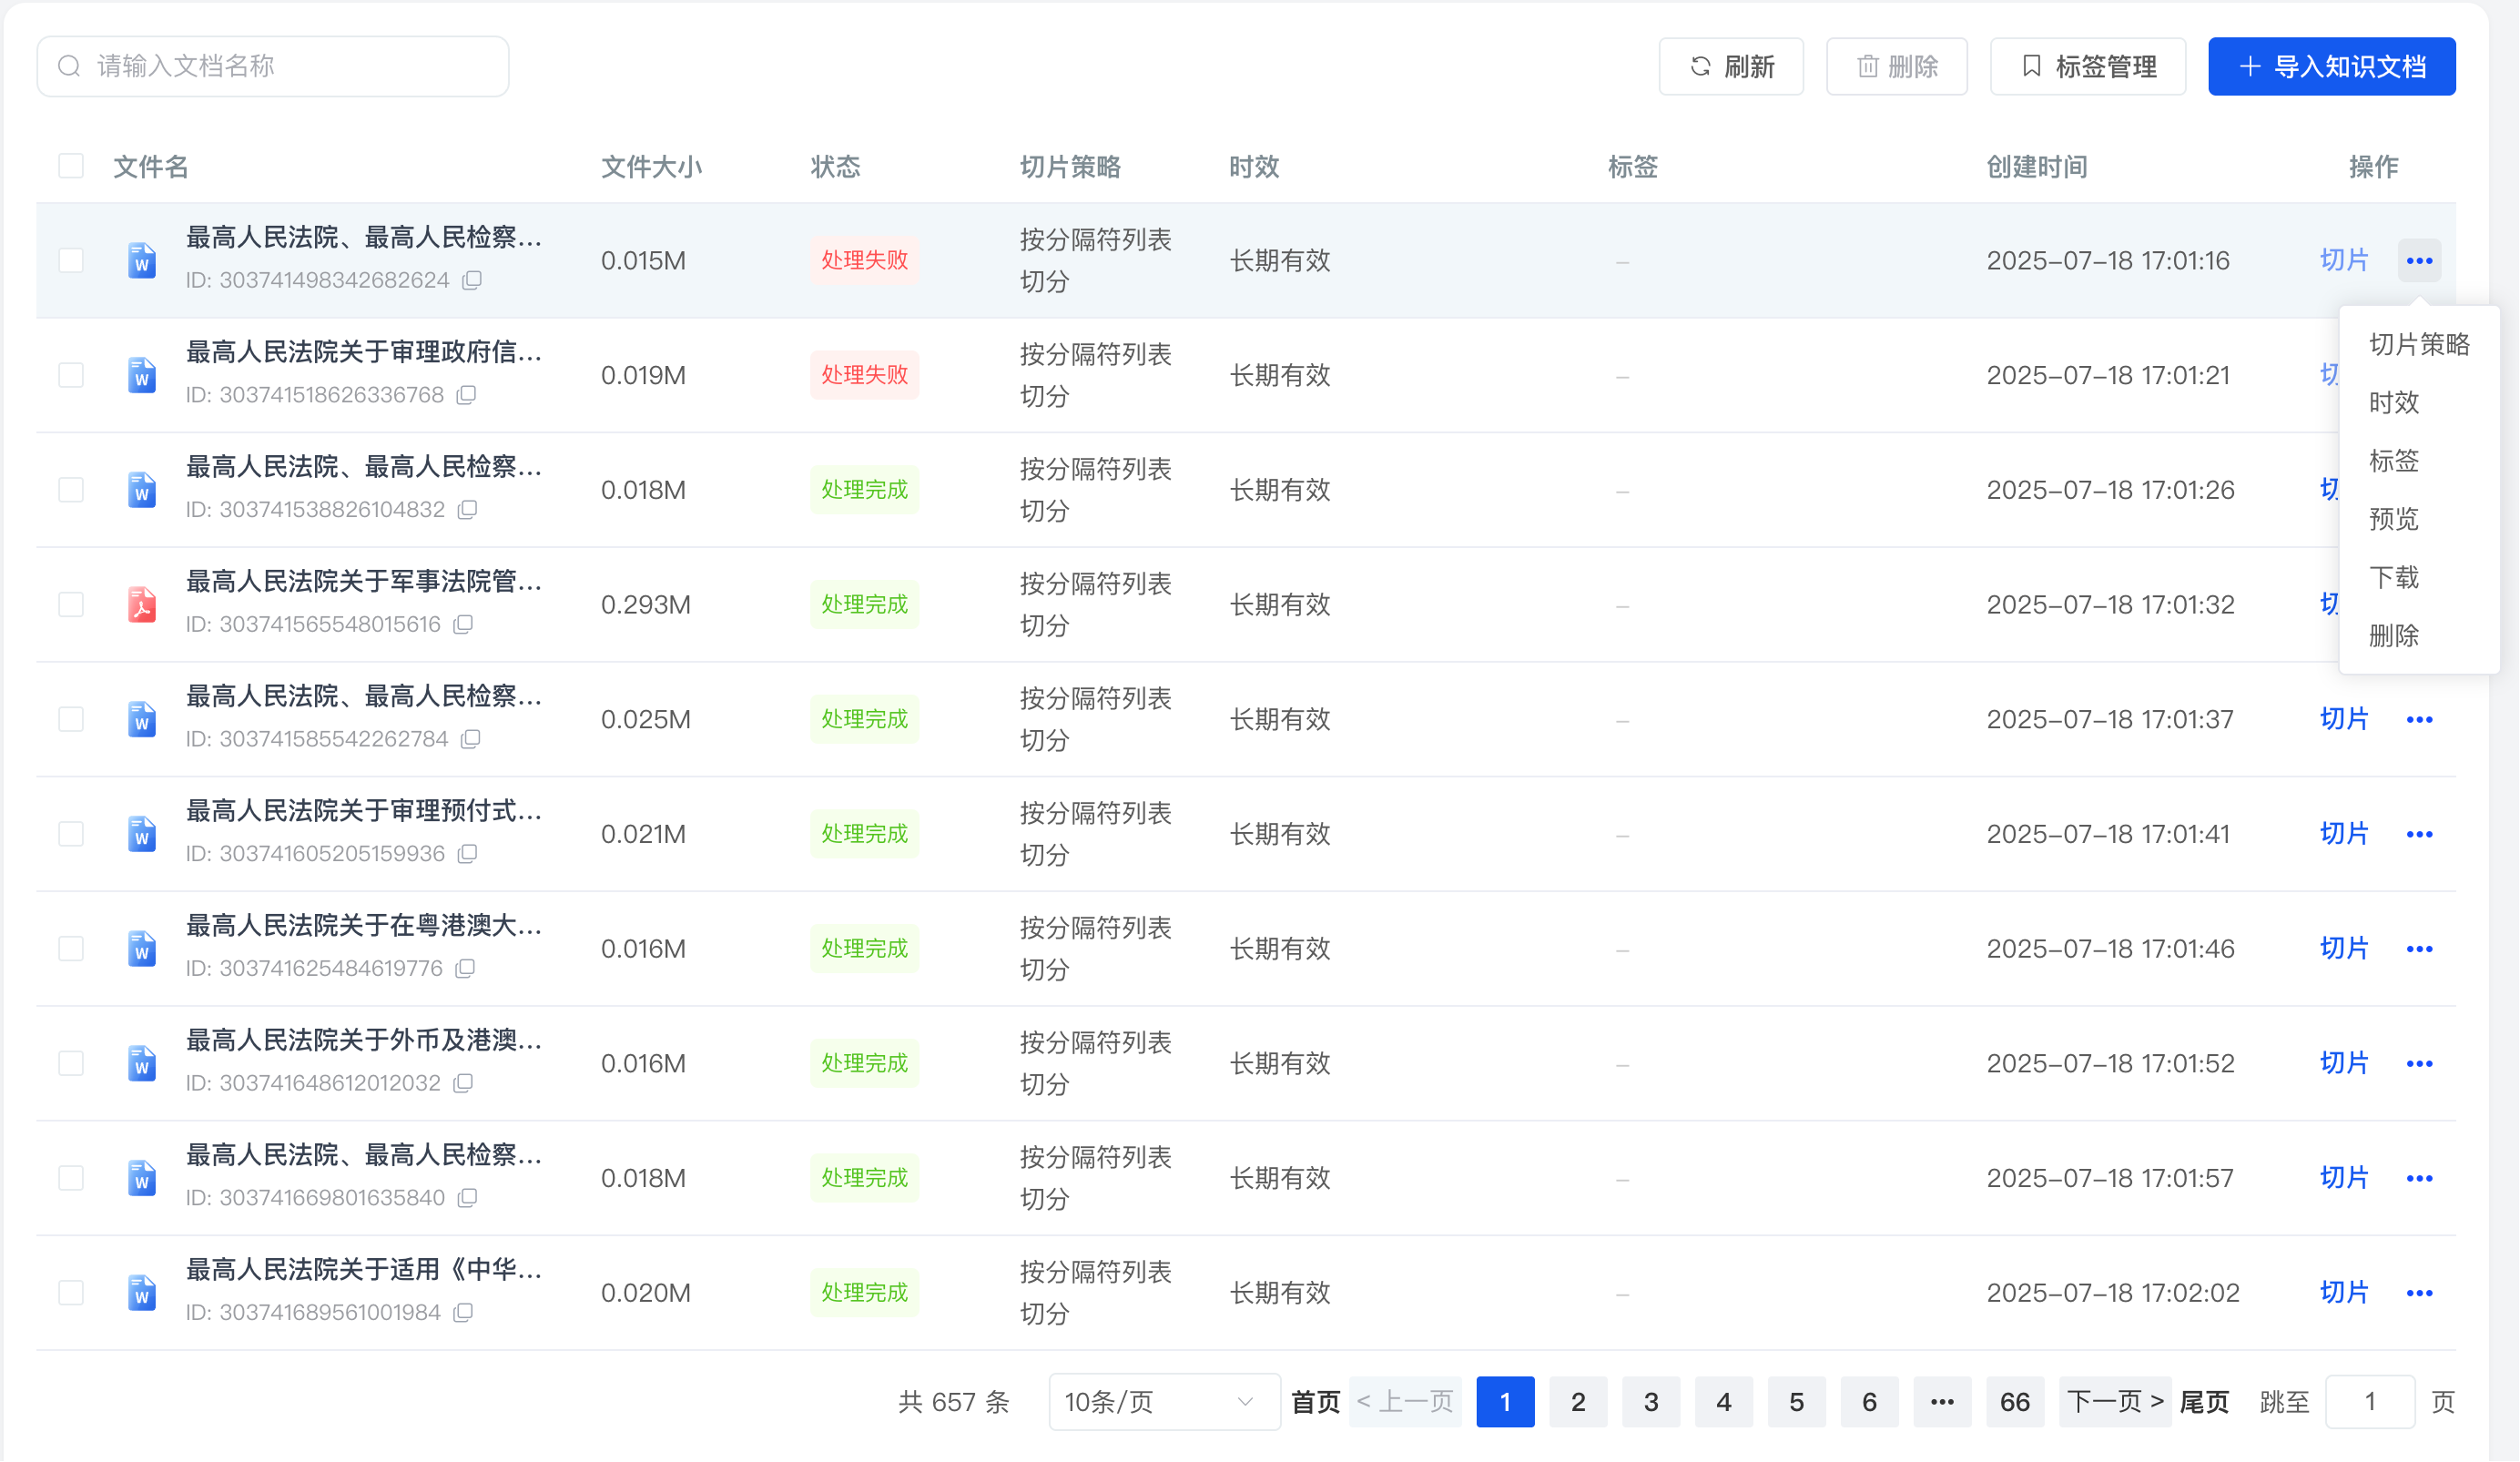 请输入文档名称
刷新 删除 标签管理 导入知识文档
文件名 文件大小 状态 切片策略 时效 标签 创建时间 操作
最高人民法院、最高人民检察...
ID: 303741498342682624
0.015M 处理失败 按分隔符列表
切分
长期有效 – 2025-07-18 17:01:16 切片 •••
最高人民法院关于审理政府信...
ID: 303741518626336768
0.019M 处理失败 按分隔符列表
切分
长期有效 – 2025-07-18 17:01:21 切
最高人民法院、最高人民检察...
ID: 303741538826104832
0.018M 处理完成 按分隔符列表
切分
长期有效 – 2025-07-18 17:01:26 切
最高人民法院关于军事法院管...
ID: 303741565548015616
0.293M 处理完成 按分隔符列表
切分
长期有效 – 2025-07-18 17:01:32 切
切片策略
时效
标签
预览
下载
删除
最高人民法院、最高人民检察...
ID: 303741585542262784
0.025M 处理完成 按分隔符列表
切分
长期有效 – 2025-07-18 17:01:37 切片 •••
最高人民法院关于审理预付式...
ID: 303741605205159936
0.021M 处理完成 按分隔符列表
切分
长期有效 – 2025-07-18 17:01:41 切片 •••
最高人民法院关于在粤港澳大...
ID: 303741625484619776
0.016M 处理完成 按分隔符列表
切分
长期有效 – 2025-07-18 17:01:46 切片 •••
最高人民法院关于外币及港澳...
ID: 303741648612012032
0.016M 处理完成 按分隔符列表
切分
长期有效 – 2025-07-18 17:01:52 切片 •••
最高人民法院、最高人民检察...
ID: 303741669801635840
0.018M 处理完成 按分隔符列表
切分
长期有效 – 2025-07-18 17:01:57 切片 •••
最高人民法院关于适用《中华...
ID: 303741689561001984
0.020M 处理完成 按分隔符列表
切分
长期有效 – 2025-07-18 17:02:02 切片 •••
共 657 条 10条/页 首页 < 上一页 1 2 3 4 5 6 ••• 66 下一页 > 尾页 跳至 1 页